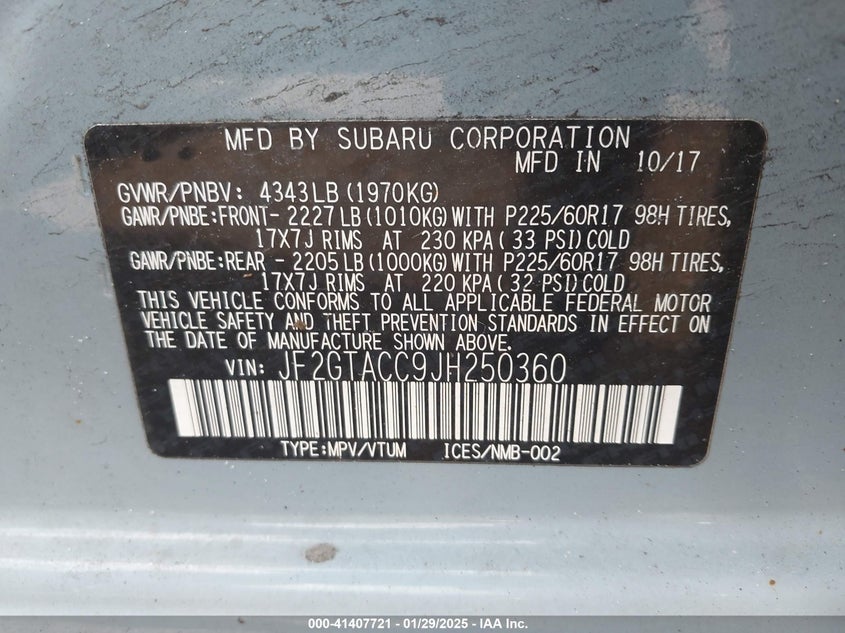 MFD BY SUBARU CORPORATION
MFD IN 10/17
GVWR/PNBV: 4343LB (1970KG)
GAWR/PNBE:FRONT- 2227LB (1010KG)WITH P225/60R17 98H TIRES,
17X7J RIMS AT 230 KPA ( 33 PSI)COLD
GAWR/PNBE:REAR - 2205LB (1000KG)WITH P225/60R17 98H TIRES,
17X7J RIMS AT 220 KPA ( 32 PSI)COLD
THIS VEHICLE CONFORMS TO ALL APPLICABLE FEDERAL MOTOR
VEHICLE SAFETY AND THEFT PREVENTION STANDARDS IN EFFECT ON
THE DATE OF MANUFACTURE SHOWN ABOVE.
VIN: JF2GTACC9JH250360
TYPE:MPV/VTUM ICES/NMB-002
000-41407721 - 01/29/2025 - IAA Inc.